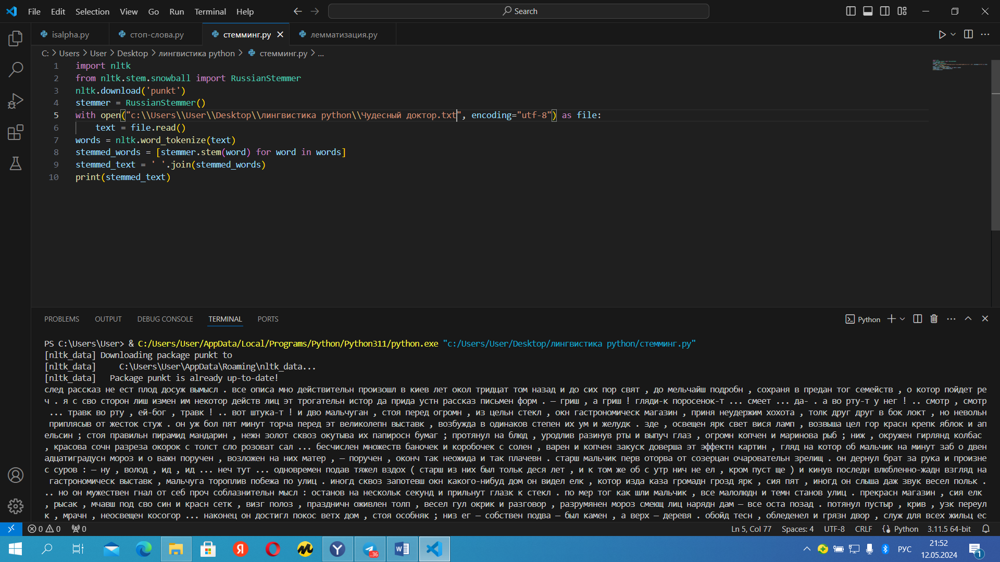 File Edit Selection View Go Run Terminal Help
Search
isalpha.py
стоп-слова.py
стемминг.py
лемматизация.py
C: > Users > User > Desktop > лингвистика python > стемминг.py > ...
1 import nltk
2 from nltk.stem.snowball import RussianStemmer
3 nltk.download('punkt')
4 stemmer = RussianStemmer()
5 with open("c:\\Users\\User\\Desktop\\лингвистика python\\Чудесный доктор.txt", encoding="utf-8") as file:
6     text = file.read()
7 words = nltk.word_tokenize(text)
8 stemmed_words = [stemmer.stem(word) for word in words]
9 stemmed_text = ' '.join(stemmed_words)
10 print(stemmed_text)
PROBLEMS OUTPUT DEBUG CONSOLE TERMINAL PORTS
Python
PS C:\Users\User> & C:/Users/User/AppData/Local/Programs/Python/Python311/python.exe "c:/Users/User/Desktop/лингвистика python/стемминг.py"
[nltk_data] Downloading package punkt to
[nltk_data]     C:\Users\User\AppData\Roaming\nltk_data...
[nltk_data]   Package punkt is already up-to-date!
след рассказ не ест плод досуж вымысл . все описа мно действительн произошл в киев лет окол тридцат том назад и до сих пор свят , до мельчайш подробн , сохраня в предан тог семейств , о котор пойдет ре
ч . я с сво сторон лиш измен им некотор действ лиц эт трогательн истор да прида устн рассказ письмен форм . — гриш , а гриш ! гляди-к поросенок-т ... смеет ... да- . а во рту-т у нег ! .. смотр , смотр
... травк во рту , ей-бог , травк ! .. вот штука-т ! и дво мальчуган , стоя перед огромн , из цельн стекл , окн гастрономическ магазин , приня неудержим хохота , толк друг друг в бок локт , но невольн
приплясыв от жесток стуж . он уж бол пят минут торча перед эт великолепн выставк , возбужда в одинаков степен их ум и желудк . зде , освещен ярк свет вися ламп , возвыша цел гор красн крепк яблок и ап
ельсин ; стоя правильн пирамид мандарин , нежн золот сквоз окутыва их папиросн бумаг ; протянул на блюд , уродлив разинув рты и выпуч глаз , огромн копчен и маринова рыб ; ниж , окружен гирлянд колбас
, красова сочн разреза окорок с толст сло розоват сал ... бесчислен множеств баночек и коробочек с солен , варен и копчен закуск доверша эт эффектн картин , гляд на котор об мальчик на минут заб о двен
адцатиградусн мороз и о важн поручен , возложен на них матер , — поручен , оконч так неожида и так плачевн . старш мальчик перв оторва от созерцан очаровательн зрелищ . он дернул брат за рука и произне
с суров : — ну , волод , ид , ид ... неч тут ... одновремен подав тяжел вздох ( старш из них был тольк деся лет , и к том же об с утр нич не ел , кром пуст ще ) и кинув последн влюбленно-жадн взгляд на
гастрономическ выставк , мальчуга тороплив побежа по улиц . иногд сквоз запотевш окн какого-нибуд дом он видел елк , котор изда каза громадн грозд ярк , сия пят , иногд он слыша даж звук весел польк .
.. но он мужествен гнал от себ проч соблазнительн мысл : останов на нескольк секунд и прильнут глазк к стекл . по мер тог как шли мальчик , все малолюдн и темн станов улиц . прекрасн магазин , сия елк
, рысак , мчавш под сво син и красн сетк , визг полоз , праздничн оживлен толп , весел гул окрик и разговор , разрумянен мороз смеющ лиц нарядн дам — все оста позад . потянул пустыр , крив , узк переул
к , мрачн , неосвещен косогор ... наконец он достигл покос ветх дом , стоя особняк ; низ ег — собствен подва — был камен , а верх — деревя . обойд тесн , обледенел и грязн двор , служ для всех жильц ес
0 0 0
Ln 5, Col 77 Spaces: 4 UTF-8 CRLF Python 3.11.5 64-bit
Я
..36
РУС
21:52
12.05.2024
1